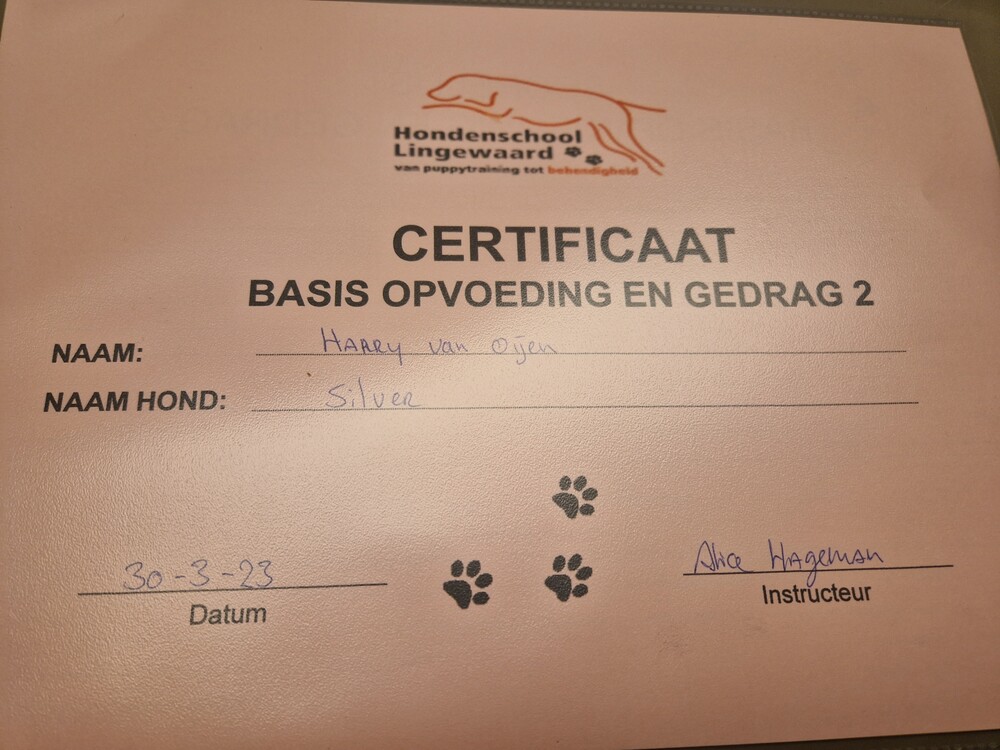 Hondenschool
Lingewaard
van puppytraining tot behendigheid
CERTIFICAAT
BASIS OPVOEDING EN GEDRAG 2
NAAM: HARRY van Oijen
NAAM HOND: Silver
30-3-23 Alice Hageman
Datum Instructeur